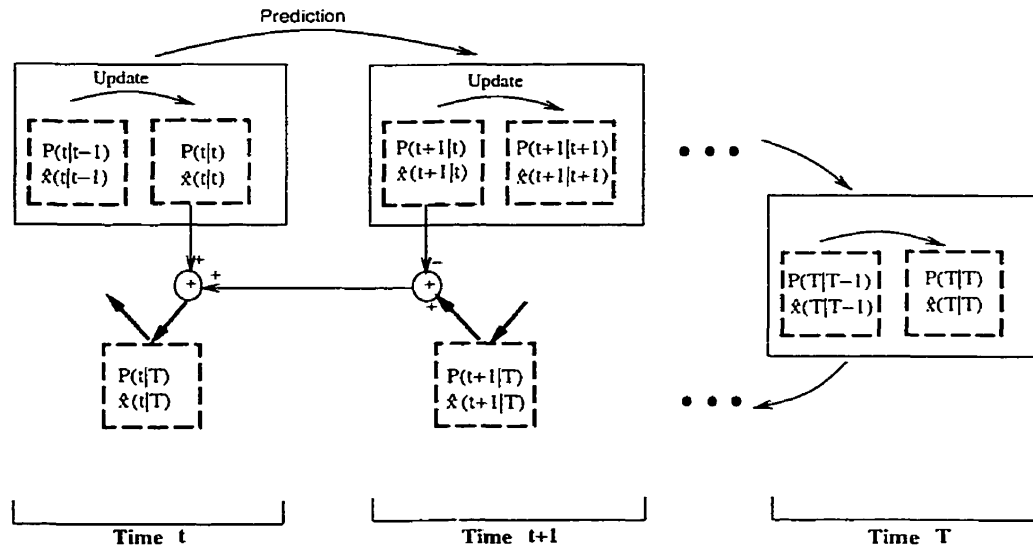 Prediction
Update
Update
P(t|t−1)
x̂(t|t−1)
P(t|t)
x̂(t|t)
P(t+1|t)
x̂(t+1|t)
P(t+1|t+1)
x̂(t+1|t+1)
P(T|T−1)
x̂(T|T−1)
P(T|T)
x̂(T|T)
+
+
+
−
+
+
P(t|T)
x̂(t|T)
P(t+1|T)
x̂(t+1|T)
Time t
Time t+1
Time T